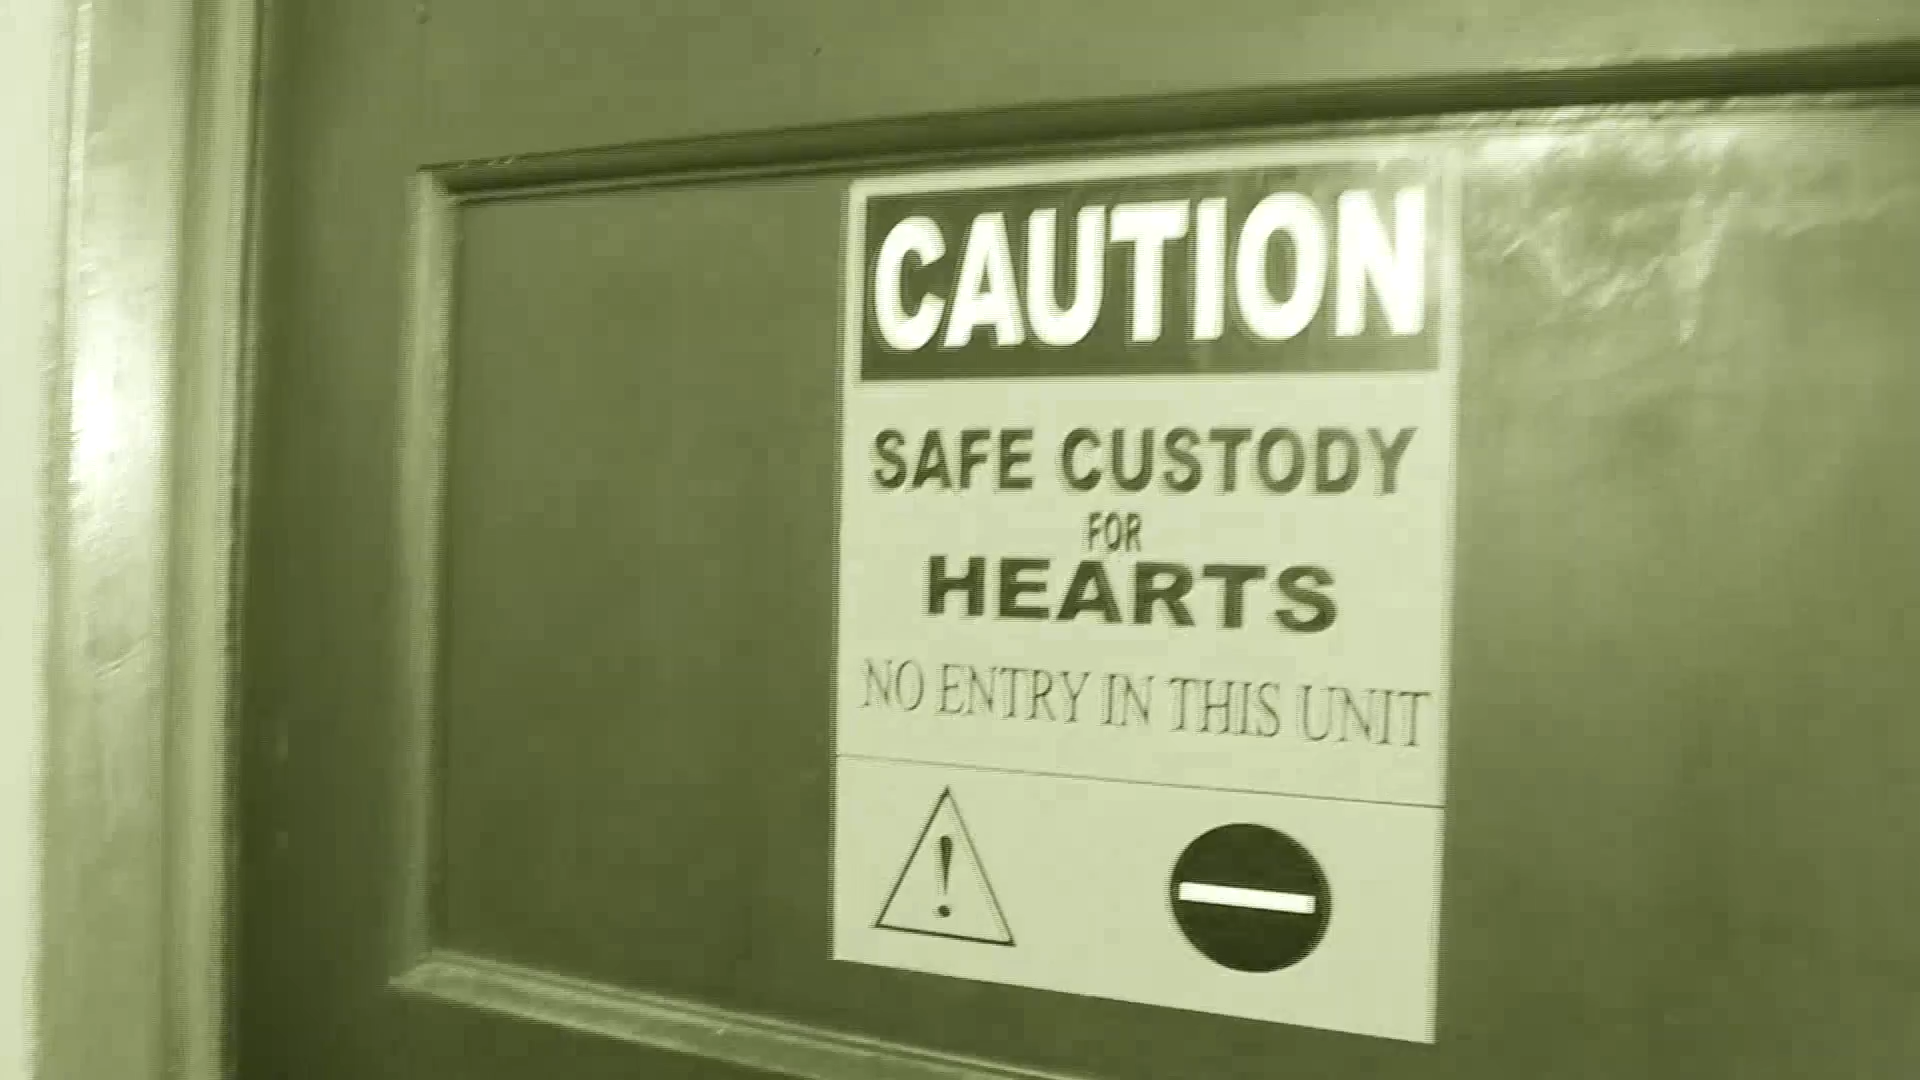 CAUTION
SAFE CUSTODY
FOR
HEARTS
NO ENTRY IN THIS UNIT
!